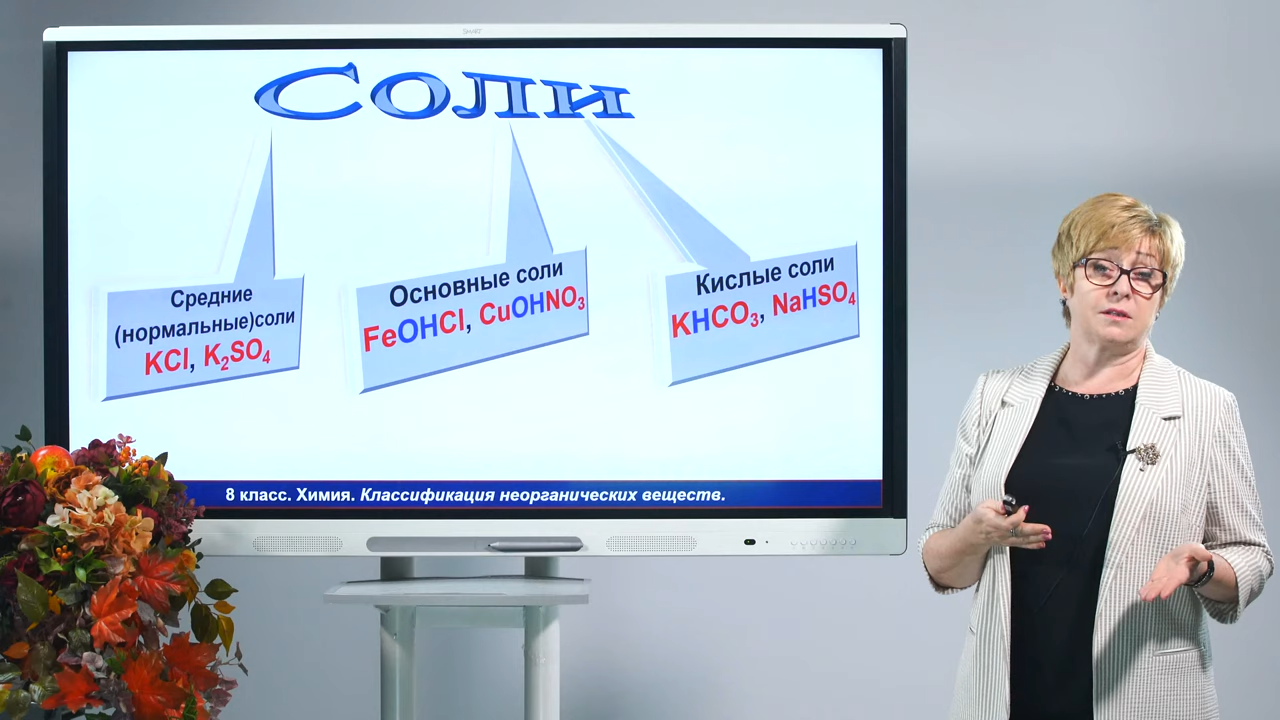 SMART
Соли
Средние
(нормальные)соли
KCl, K₂SO₄
Основные соли
FeOHCl, CuOHNO₃
Кислые соли
KHCO₃, NaHSO₄
8 класс. Химия. Классификация неорганических веществ.